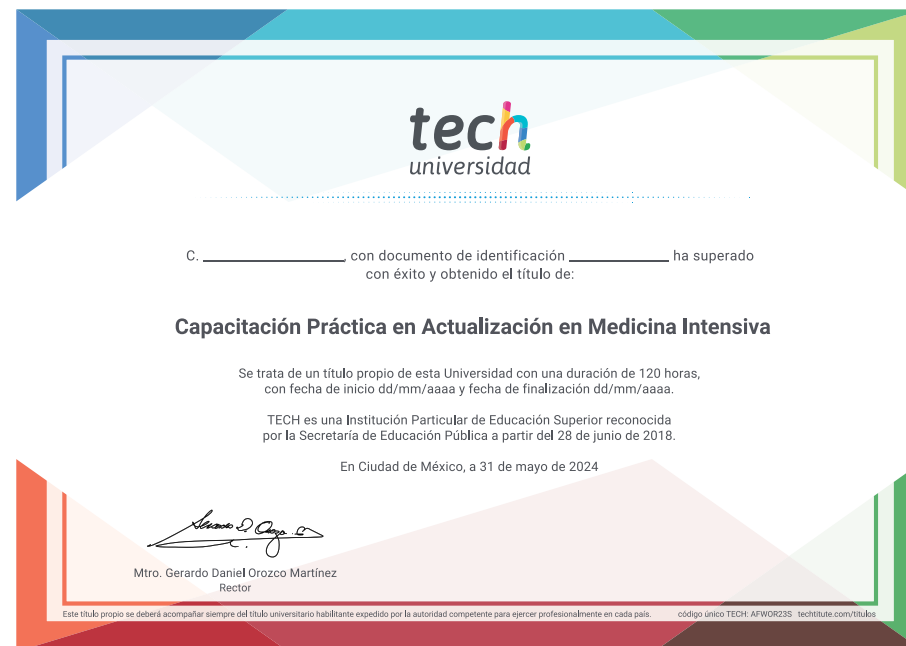 tech
universidad
C. ________________, con documento de identificación ___________ ha superado
con éxito y obtenido el título de:
Capacitación Práctica en Actualización en Medicina Intensiva
Se trata de un título propio de esta Universidad con una duración de 120 horas,
con fecha de inicio dd/mm/aaaa y fecha de finalización dd/mm/aaaa.
TECH es una Institución Particular de Educación Superior reconocida
por la Secretaría de Educación Pública a partir del 28 de junio de 2018.
En Ciudad de México, a 31 de mayo de 2024
Mtro. Gerardo Daniel Orozco Martínez
Rector
Este título propio se deberá acompañar siempre del título universitario habilitante expedido por la autoridad competente para ejercer profesionalmente en cada país. código único TECH: AFWOR23S techtitute.com/titulos